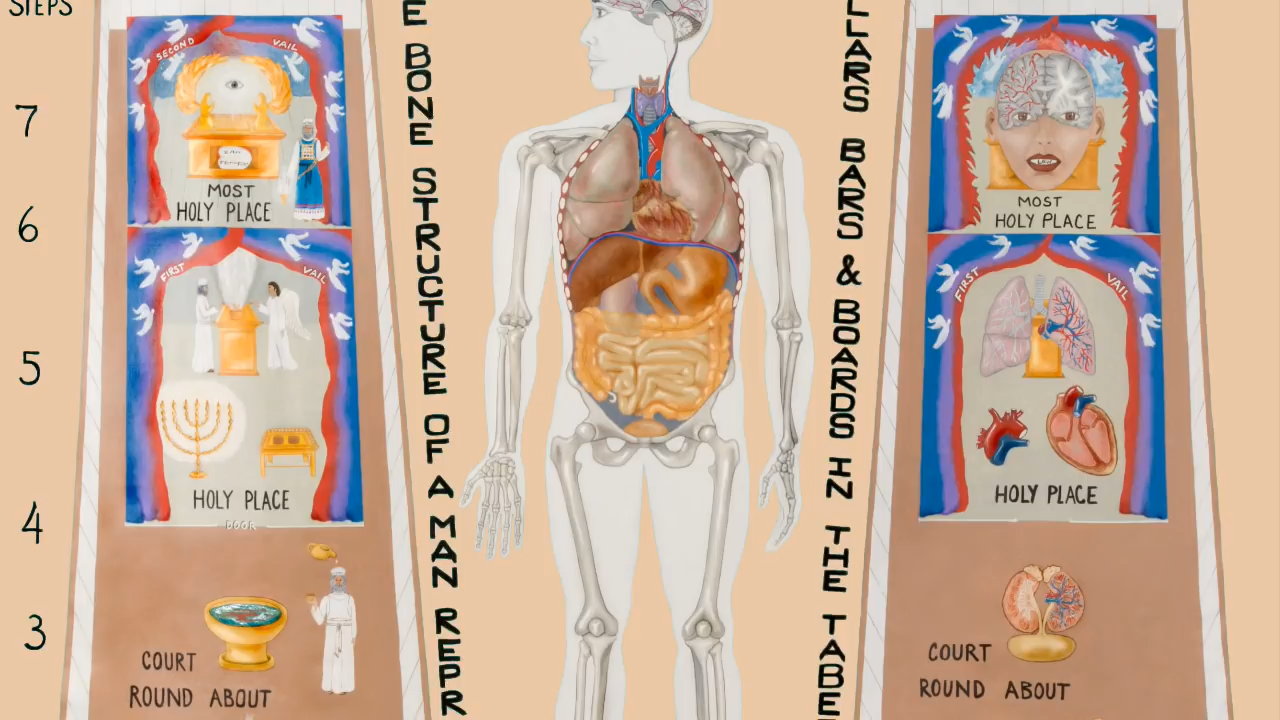 STEPS
7
6
5
4
3
SECOND VAIL
MOST
HOLY PLACE
FIRST VAIL
HOLY PLACE
DOOR
COURT
ROUND ABOUT
E BONE STRUCTURE OF A MAN REPR
LLARS BARS & BOARDS IN THE TABE
LAW
MOST
HOLY PLACE
FIRST VAIL
HOLY PLACE
COURT
ROUND ABOUT